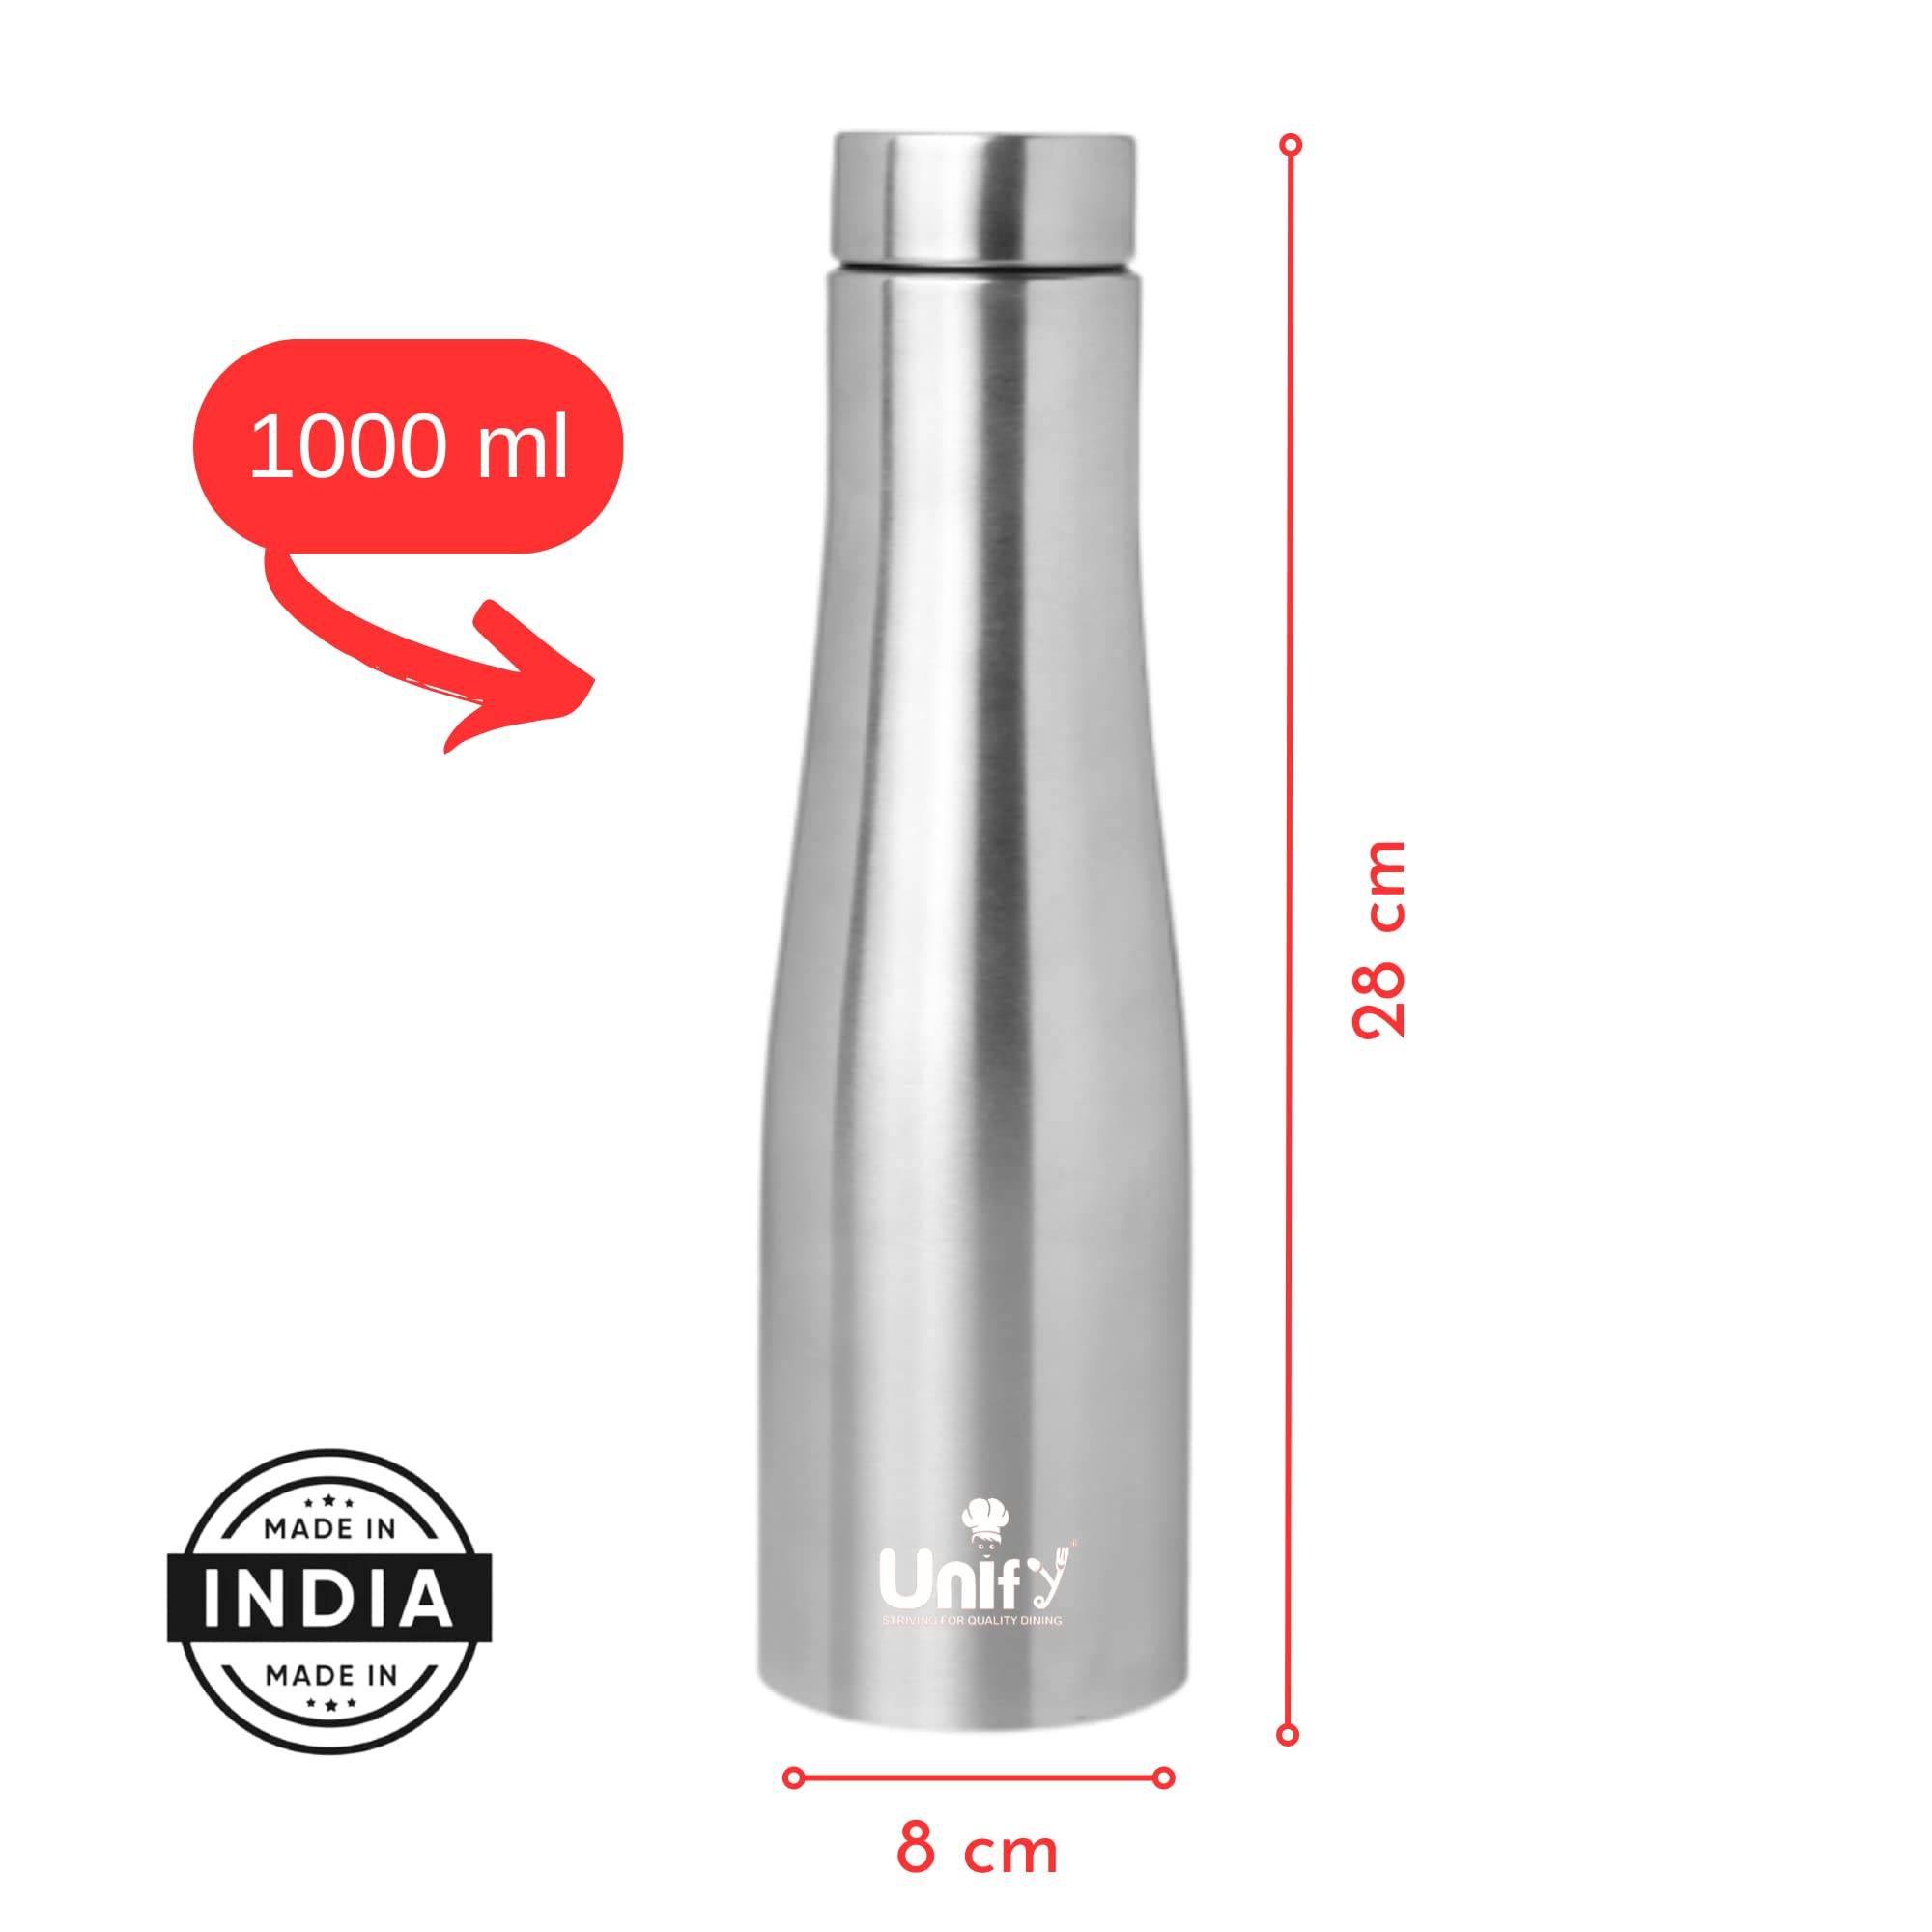 1000 ml
28 cm
MADE IN
INDIA
MADE IN
Unify
STRIVING FOR QUALITY DINING
8 cm